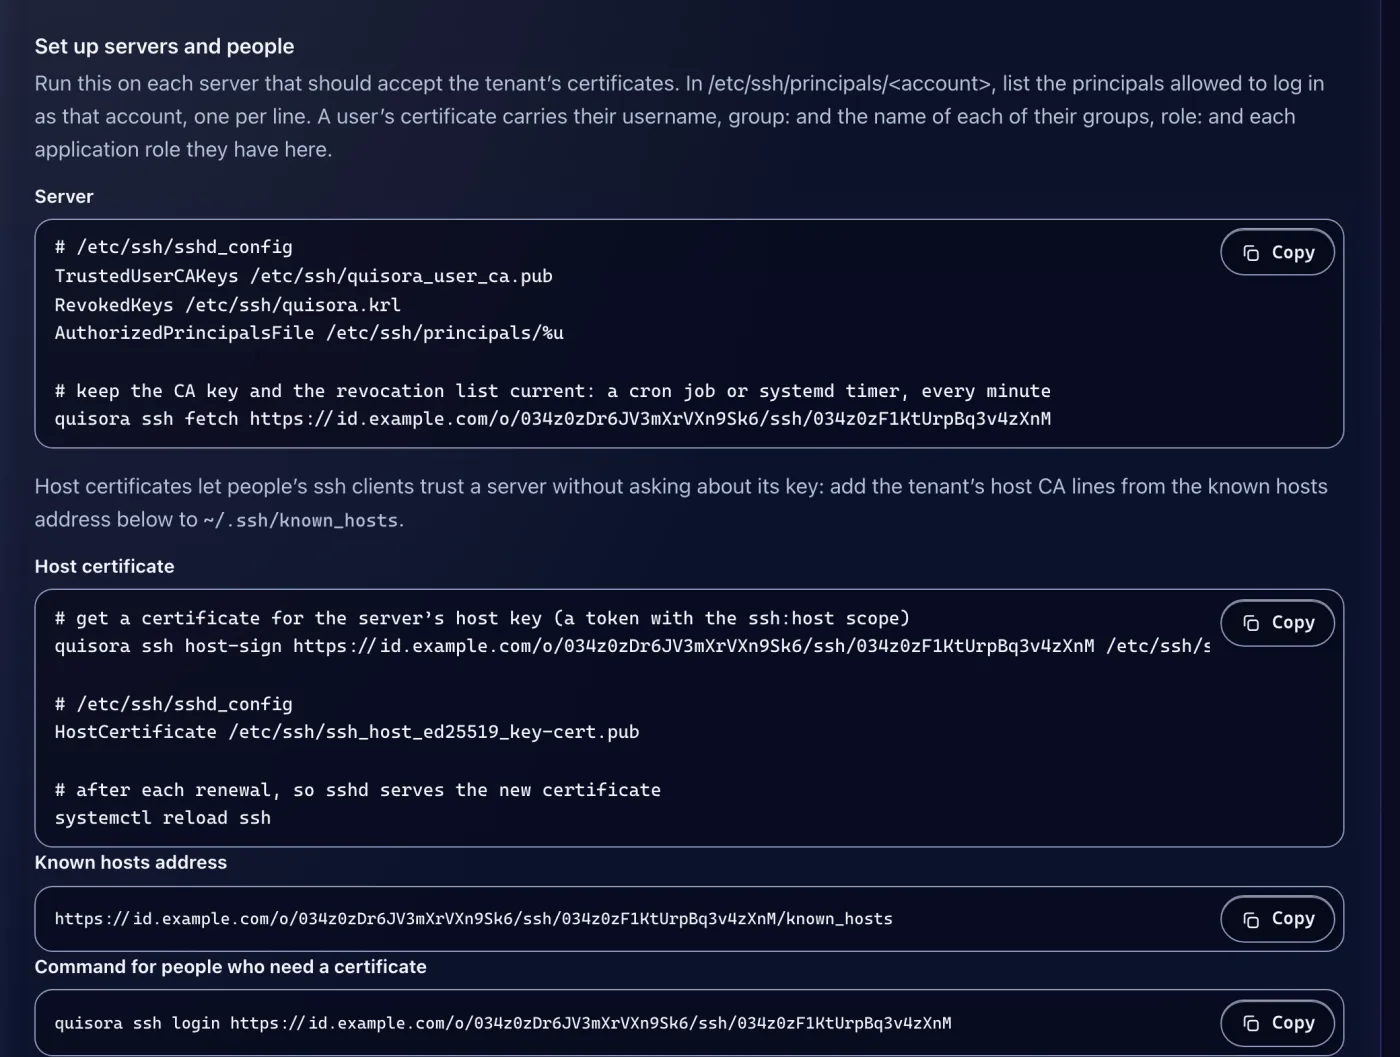 Set up servers and people
Run this on each server that should accept the tenant’s certificates. In /etc/ssh/principals/<account>, list the principals allowed to log in
as that account, one per line. A user’s certificate carries their username, group: and the name of each of their groups, role: and each
application role they have here.
Server
# /etc/ssh/sshd_config
Copy
TrustedUserCAKeys /etc/ssh/quisora_user_ca.pub
RevokedKeys /etc/ssh/quisora.krl
AuthorizedPrincipalsFile /etc/ssh/principals/%u
# keep the CA key and the revocation list current: a cron job or systemd timer, every minute
quisora ssh fetch https://id.example.com/o/034z0zDr6JV3mXrVXn9Sk6/ssh/034z0zF1KtUrpBq3v4zXnM
Host certificates let people’s ssh clients trust a server without asking about its key: add the tenant’s host CA lines from the known hosts
address below to ~/.ssh/known_hosts.
Host certificate
# get a certificate for the server’s host key (a token with the ssh:host scope)
Copy
quisora ssh host-sign https://id.example.com/o/034z0zDr6JV3mXrVXn9Sk6/ssh/034z0zF1KtUrpBq3v4zXnM /etc/ssh/s
# /etc/ssh/sshd_config
HostCertificate /etc/ssh/ssh_host_ed25519_key-cert.pub
# after each renewal, so sshd serves the new certificate
systemctl reload ssh
Known hosts address
https://id.example.com/o/034z0zDr6JV3mXrVXn9Sk6/ssh/034z0zF1KtUrpBq3v4zXnM/known_hosts
Copy
Command for people who need a certificate
quisora ssh login https://id.example.com/o/034z0zDr6JV3mXrVXn9Sk6/ssh/034z0zF1KtUrpBq3v4zXnM
Copy